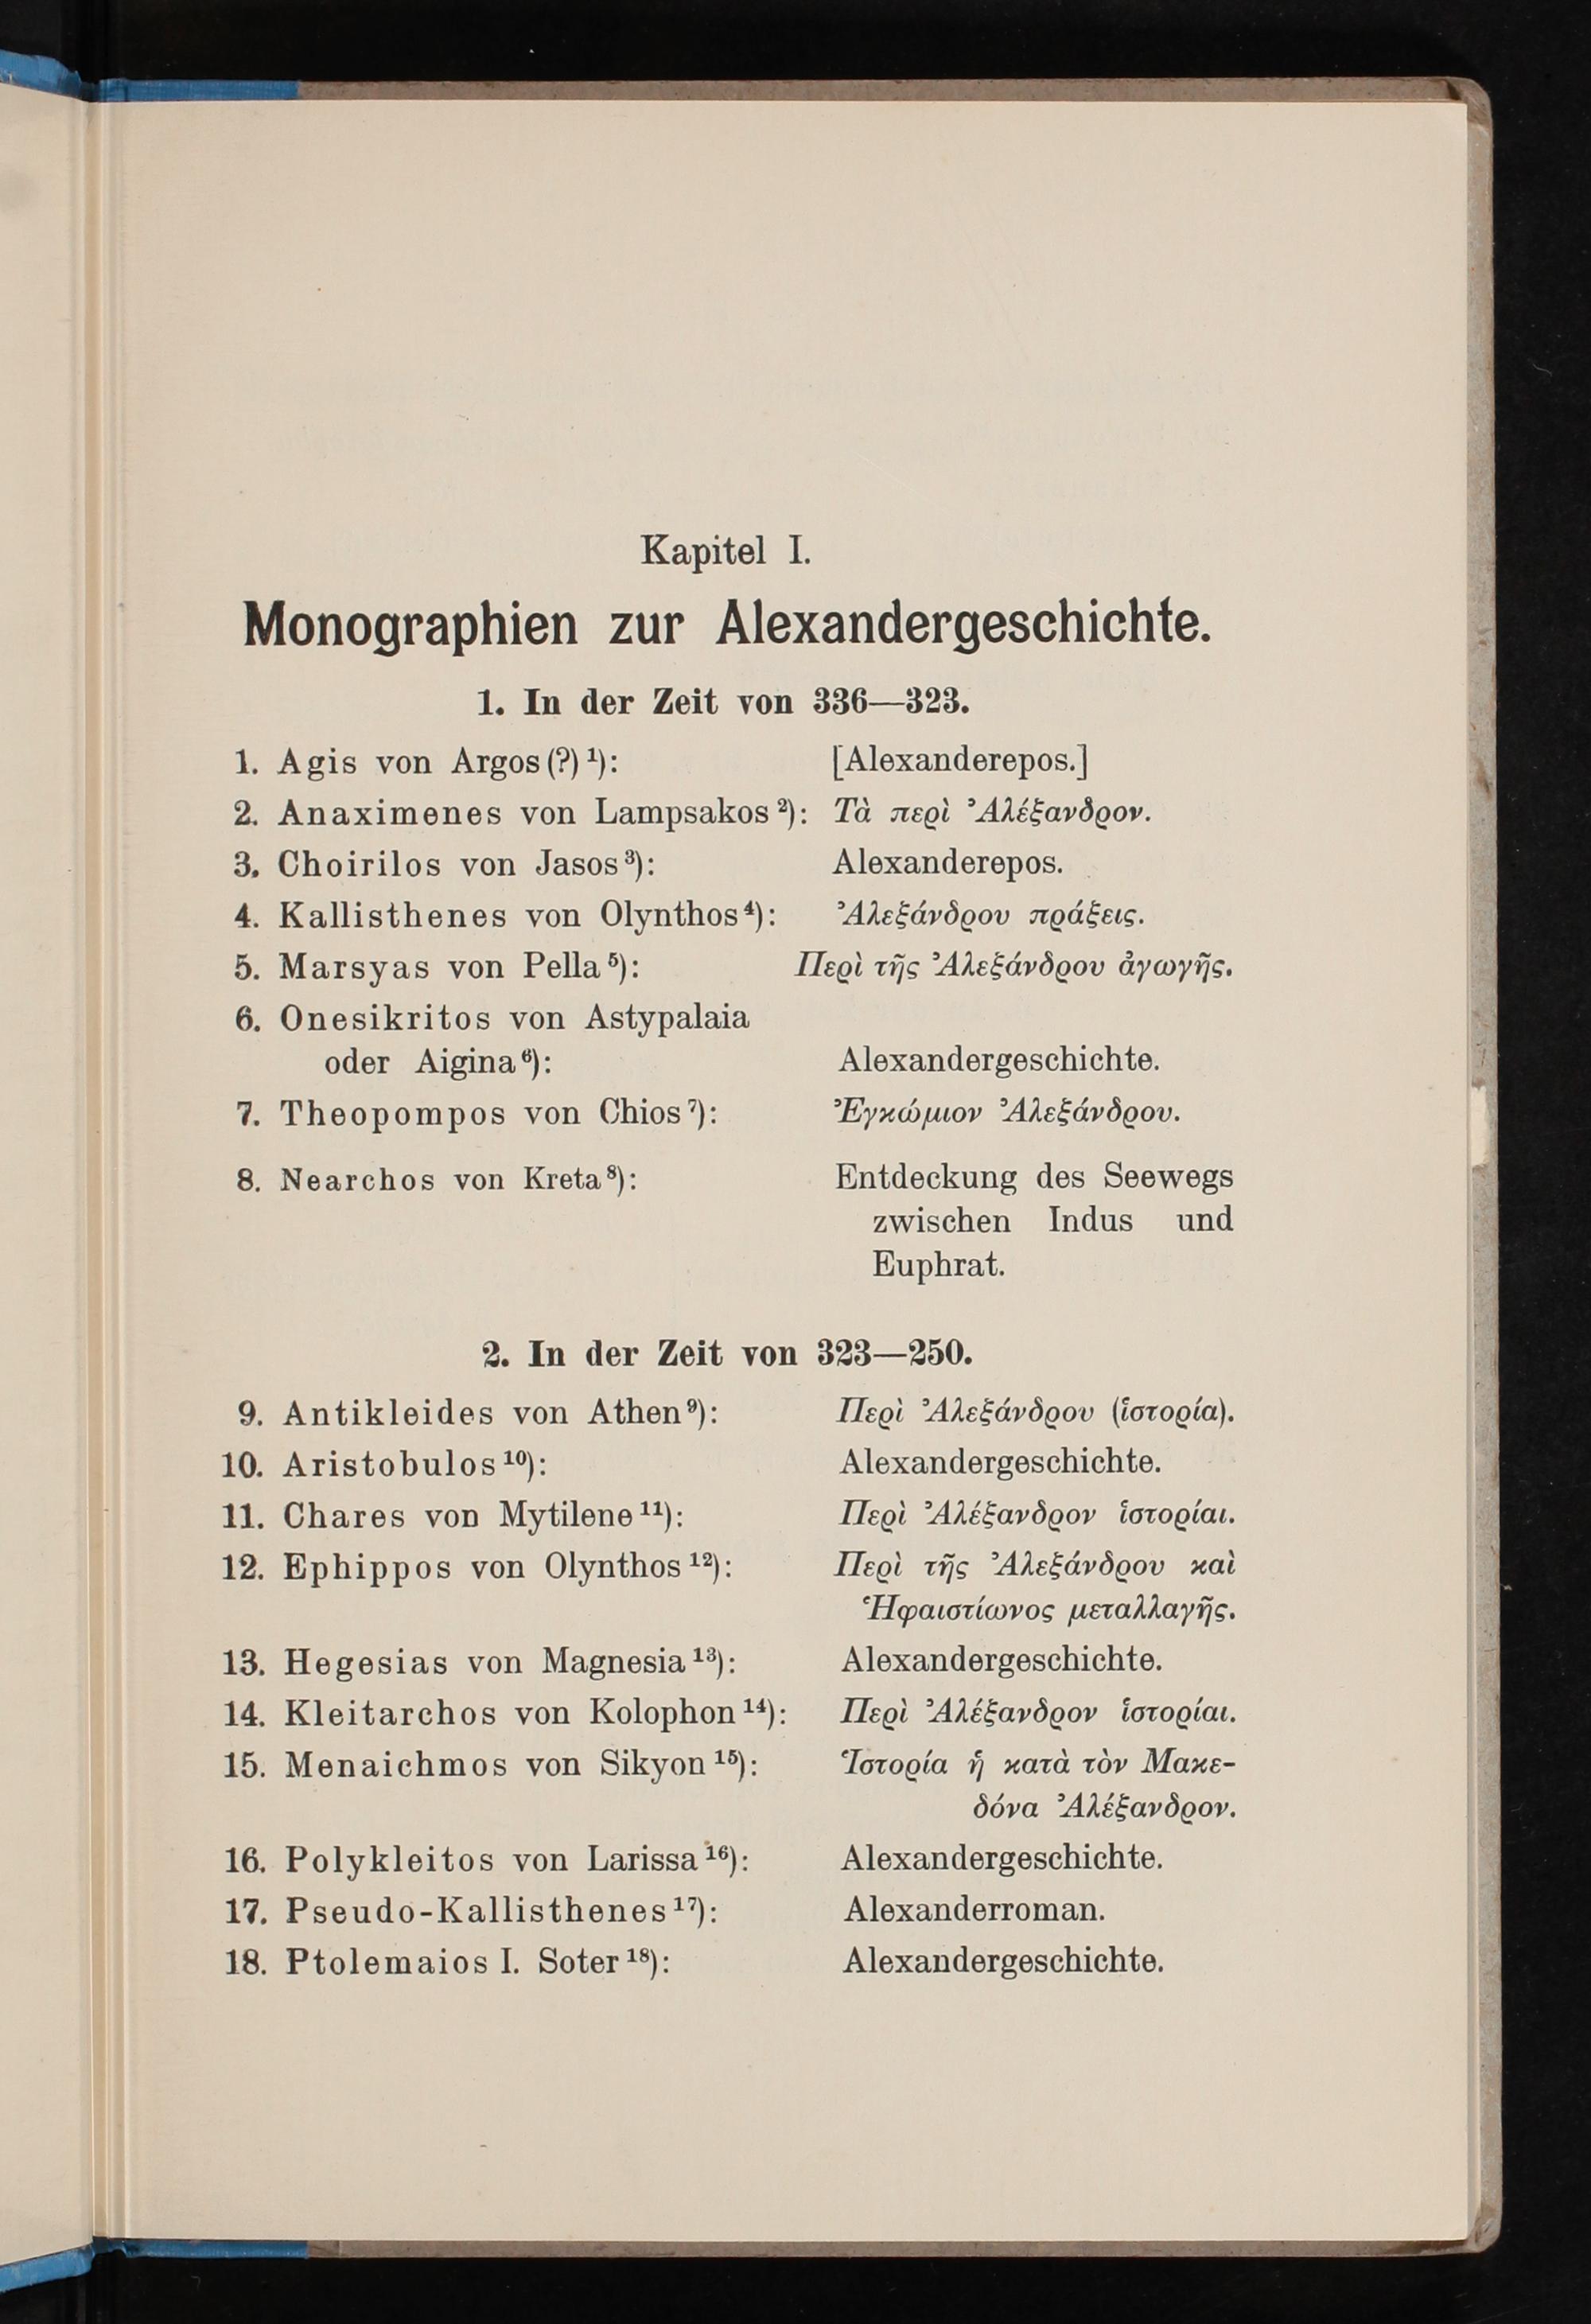 Kapitel I.
Monographien zur Alexandergeschichte.
1. In der Zeit von 336—323.
1. Agis von Argos (?) ¹): [Alexanderepos.]
2. Anaximenes von Lampsakos ²): Τὰ περὶ Ἀλέξανδρον.
3. Choirilos von Jasos ³): Alexanderepos.
4. Kallisthenes von Olynthos ⁴): Ἀλεξάνδρου πράξεις.
5. Marsyas von Pella ⁵): Περὶ τῆς Ἀλεξάνδρου ἀγωγῆς.
6. Onesikritos von Astypalaia
oder Aigina ⁶): Alexandergeschichte.
7. Theopompos von Chios ⁷): Ἐγκώμιον Ἀλεξάνδρου.
8. Nearchos von Kreta ⁸): Entdeckung des Seewegs
zwischen Indus und
Euphrat.
2. In der Zeit von 323—250.
9. Antikleides von Athen ⁹): Περὶ Ἀλεξάνδρου (ἱστορία).
10. Aristobulos ¹⁰): Alexandergeschichte.
11. Chares von Mytilene ¹¹): Περὶ Ἀλέξανδρον ἱστορίαι.
12. Ephippos von Olynthos ¹²): Περὶ τῆς Ἀλεξάνδρου καὶ
Ἡφαιστίωνος μεταλλαγῆς.
13. Hegesias von Magnesia ¹³): Alexandergeschichte.
14. Kleitarchos von Kolophon ¹⁴): Περὶ Ἀλέξανδρον ἱστορίαι.
15. Menaichmos von Sikyon ¹⁵): Ἱστορία ἡ κατὰ τὸν Μακε-
δόνα Ἀλέξανδρον.
16. Polykleitos von Larissa ¹⁶): Alexandergeschichte.
17. Pseudo-Kallisthenes ¹⁷): Alexanderroman.
18. Ptolemaios I. Soter ¹⁸): Alexandergeschichte.